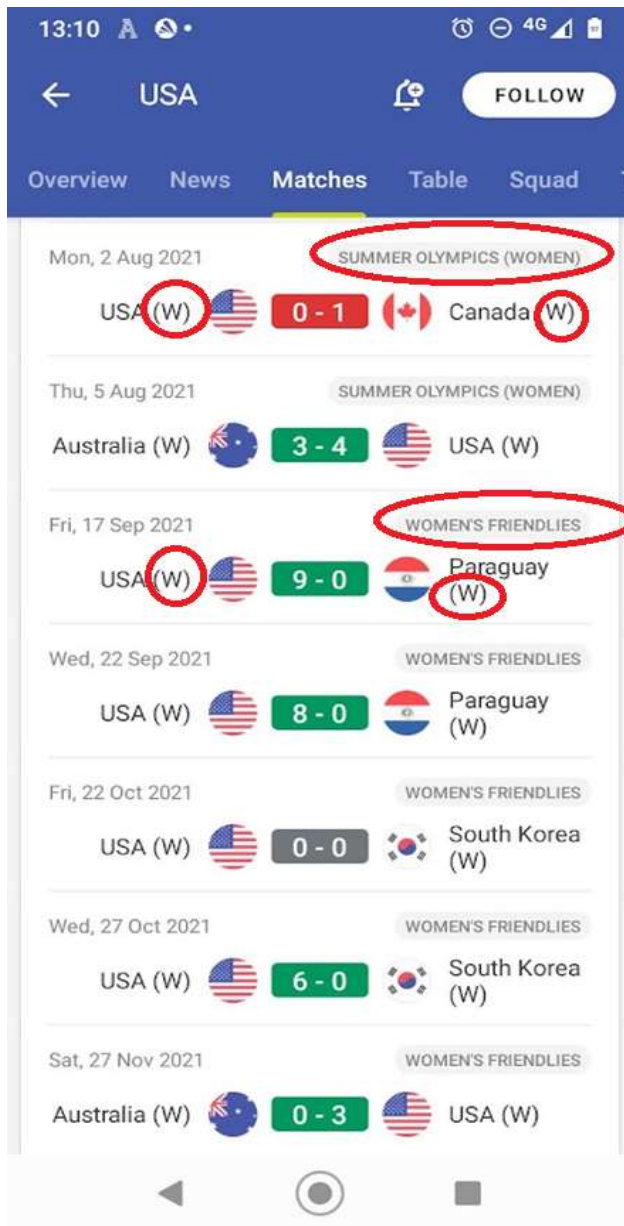 13:10 4G
USA FOLLOW
Overview News Matches Table Squad
Mon, 2 Aug 2021 SUMMER OLYMPICS (WOMEN)
USA (W) 0 - 1 Canada (W)
Thu, 5 Aug 2021 SUMMER OLYMPICS (WOMEN)
Australia (W) 3 - 4 USA (W)
Fri, 17 Sep 2021 WOMEN'S FRIENDLIES
USA (W) 9 - 0 Paraguay
(W)
Wed, 22 Sep 2021 WOMEN'S FRIENDLIES
USA (W) 8 - 0 Paraguay
(W)
Fri, 22 Oct 2021 WOMEN'S FRIENDLIES
USA (W) 0 - 0 South Korea
(W)
Wed, 27 Oct 2021 WOMEN'S FRIENDLIES
USA (W) 6 - 0 South Korea
(W)
Sat, 27 Nov 2021 WOMEN'S FRIENDLIES
Australia (W) 0 - 3 USA (W)